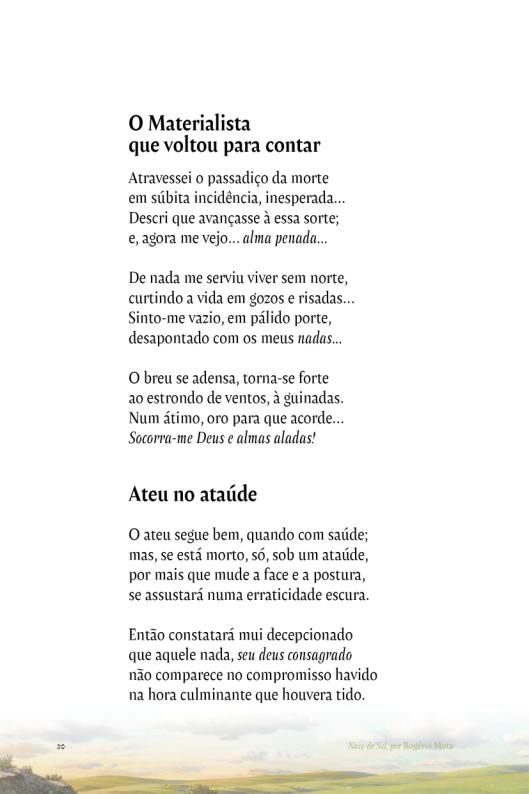 O Materialista
que voltou para contar
Atravessei o passadiço da morte
em súbita incidência, inesperada...
Descri que avançasse à essa sorte;
e, agora me vejo... alma penada...
De nada me serviu viver sem norte,
curtindo a vida em gozos e risadas...
Sinto-me vazio, em pálido porte,
desapontado com os meus nadas...
O breu se adensa, torna-se forte
ao estrondo de ventos, à guinadas.
Num átimo, oro para que acorde...
Socorra-me Deus e almas aladas!
Ateu no ataúde
O ateu segue bem, quando com saúde;
mas, se está morto, só, sob um ataúde,
por mais que mude a face e a postura,
se assustará numa erraticidade escura.
Então constatará mui decepcionado
que aquele nada, seu deus consagrado
não comparece no compromisso havido
na hora culminante que houvera tido.
20
Naco de Sol, por Rogério Mota